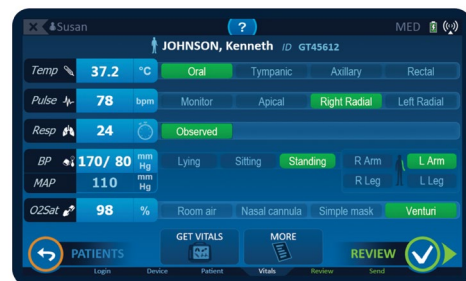 Susan ? MED
JOHNSON, Kenneth ID GT45612
Temp 37.2 °C Oral Tympanic Axillary Rectal
Pulse 78 bpm Monitor Apical Right Radial Left Radial
Resp 24 Observed
BP 170/ 80 mm Hg Lying Sitting Standing R Arm L Arm
MAP 110 mm Hg R Leg L Leg
O2Sat 98 % Room air Nasal cannula Simple mask Venturi
GET VITALS MORE
PATIENTS REVIEW
Login Device Patient Vitals Review Send